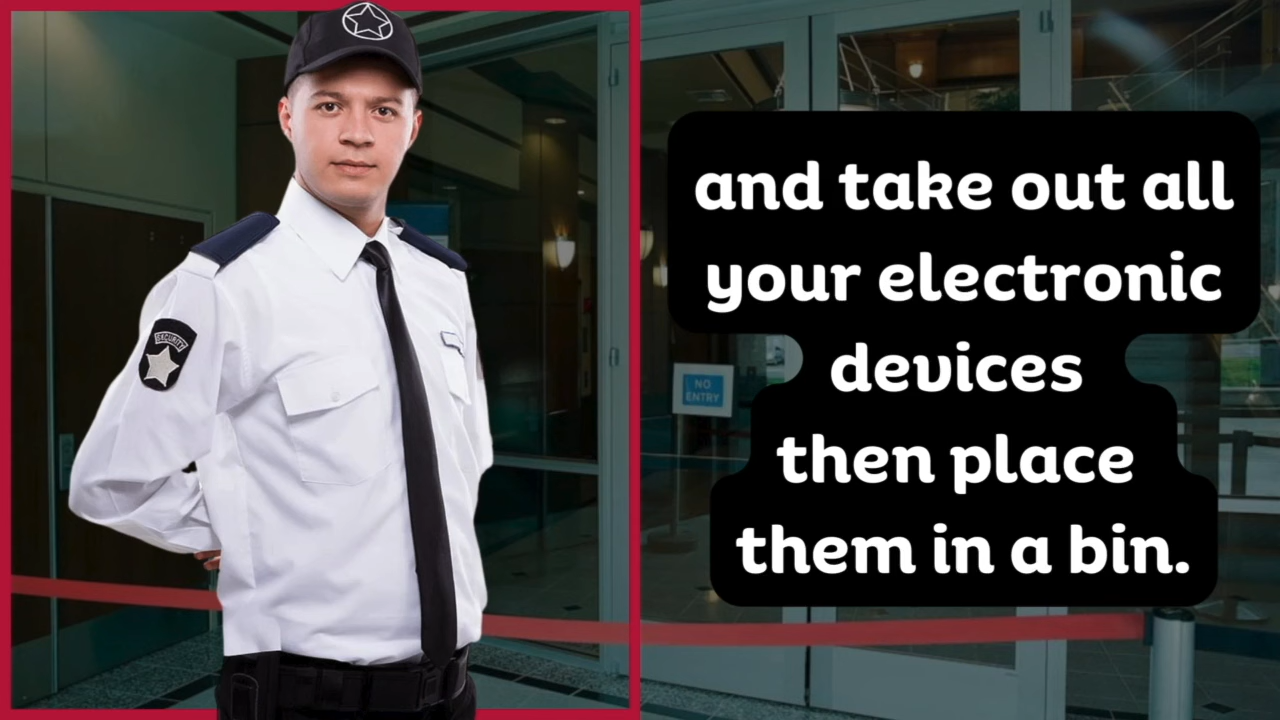 SECURITY
NO
ENTRY
and take out all
your electronic
devices
then place
them in a bin.